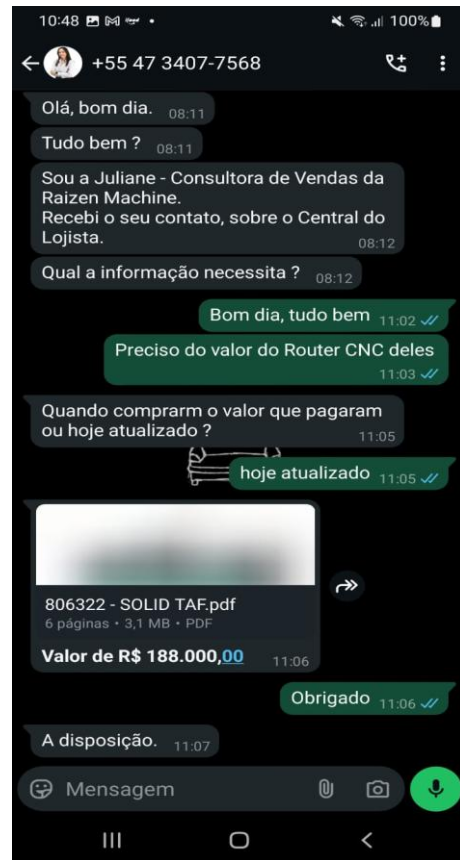 10:48
100%
+55 47 3407-7568
Olá, bom dia. 08:11
Tudo bem ? 08:11
Sou a Juliane - Consultora de Vendas da
Raizen Machine.
Recebi o seu contato, sobre o Central do
Lojista.
08:12
Qual a informação necessita ? 08:12
Bom dia, tudo bem 11:02
Preciso do valor do Router CNC deles
11:03
Quando comprarm o valor que pagaram
ou hoje atualizado ? 11:05
hoje atualizado 11:05
806322 - SOLID TAF.pdf
6 páginas • 3,1 MB • PDF
Valor de R$ 188.000,00 11:06
Obrigado 11:06
A disposição. 11:07
Mensagem